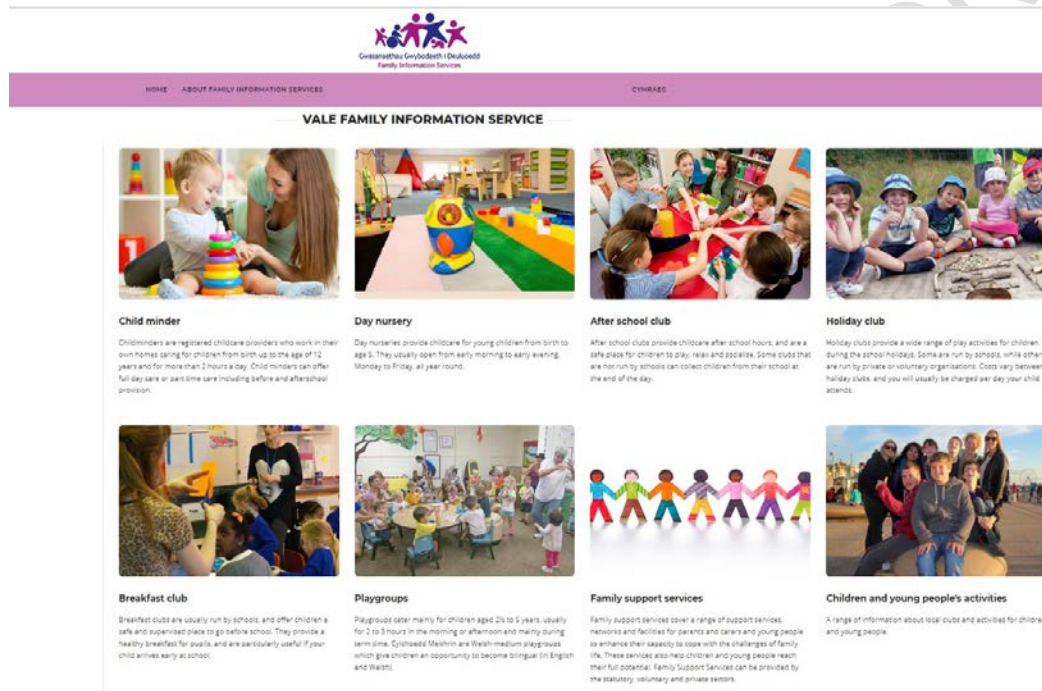 Gwasanaethau Gwybodaeth i Deuluoedd
Family Information Services
HOME ABOUT FAMILY INFORMATION SERVICES CYMRAEG
VALE FAMILY INFORMATION SERVICE
Child minder
Childminders are registered childcare providers who work in their
own homes caring for children from birth up to the age of 12
years and for more than 2 hours a day. Child minders can offer
full day care or part time care including before and afterschool
provision.
Day nursery
Day nurseries provide childcare for young children from birth to
age 5. They usually open from early morning to early evening,
Monday to Friday, all year round.
After school club
After school clubs provide childcare after school hours, and are a
safe place for children to play, relax and socialise. Some clubs that
are not run by schools can collect children from their school at
the end of the day.
Holiday club
Holiday clubs provide a wide range of play activities for children
during the school holidays. Some are run by schools, while other
are run by private or voluntary organisations. Costs vary between
holiday clubs, and you will usually be charged per day your child
attends.
Breakfast club
Breakfast clubs are usually run by schools, and offer children a
safe and supervised place to go before school. They provide a
healthy breakfast for pupils, and are particularly useful if your
child arrives early at school.
Playgroups
Playgroups cater mainly for children aged 2½ to 5 years, usually
for 2 to 3 hours in the morning or afternoon and mainly during
term time. Cylchoedd Meithrin are Welsh-medium playgroups
which give children an opportunity to become bilingual (in English
and Welsh).
Family support services
Family support services cover a range of support services,
networks and facilities for parents and carers and young people
to enhance their capacity to cope with the challenges of family
life. These services also help children and young people reach
their full potential. Family Support Services can be provided by
the statutory, voluntary and private sectors.
Children and young people's activities
A range of information about local clubs and activities for childre
and young people.